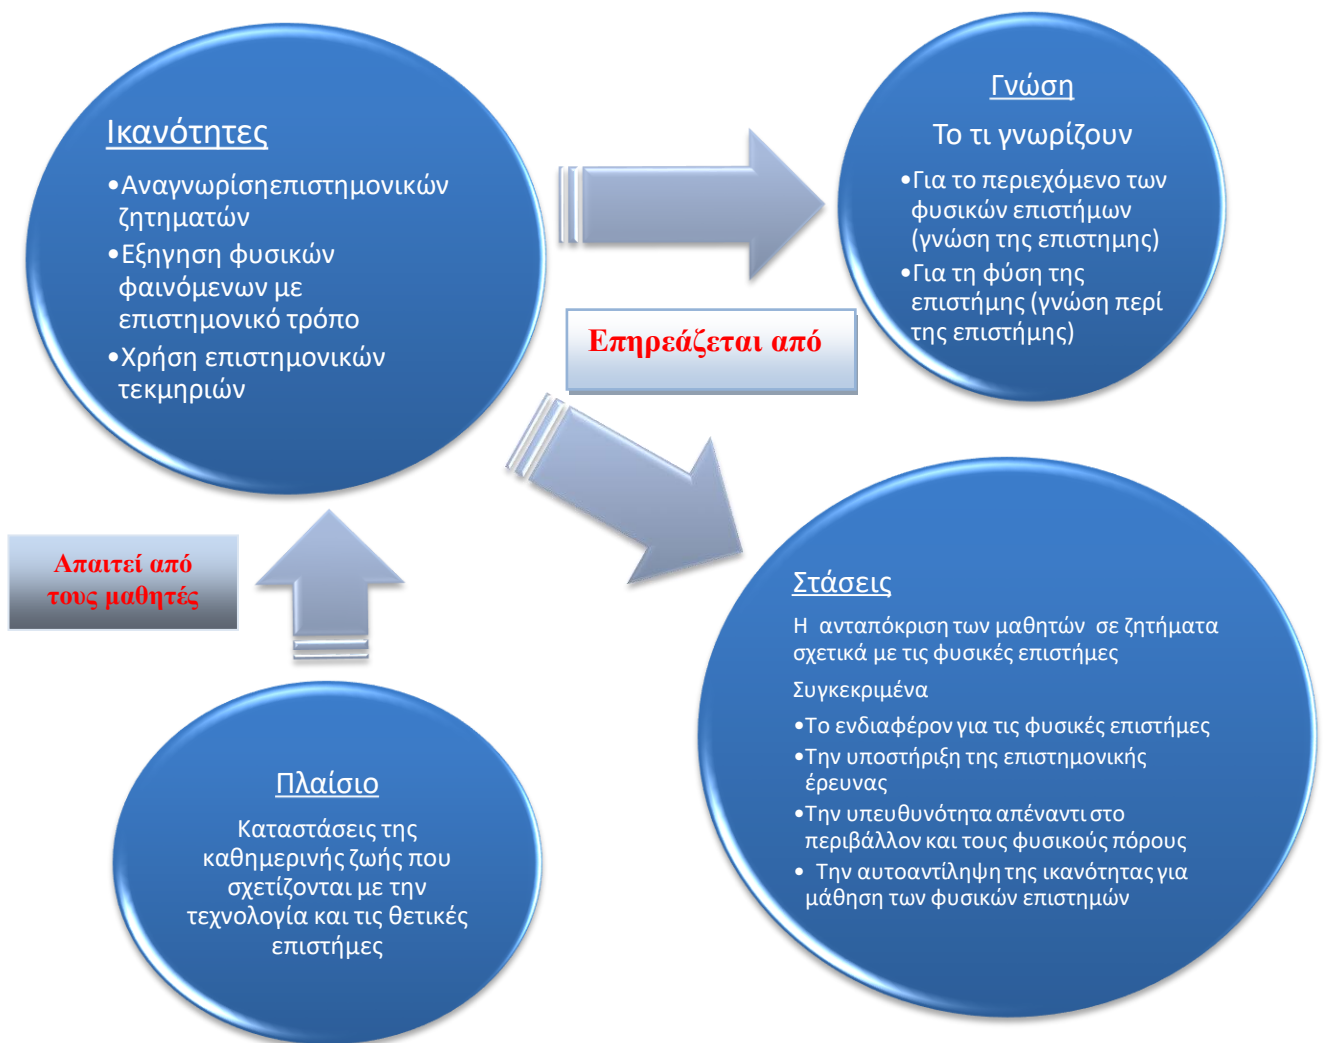 Ικανότητες
•Αναγνωρίσηεπιστημονικών
ζητηματών
•Εξηγηση φυσικών
φαινόμενων με
επιστημονικό τρόπο
•Χρήση επιστημονικών
τεκμηριών
Γνώση
Το τι γνωρίζουν
•Για το περιεχόμενο των
φυσικών επιστήμων
(γνώση της επιστημης)
•Για τη φύση της
επιστήμης (γνώση περί
της επιστήμης)
Επηρεάζεται από
Απαιτεί από
τους μαθητές
Στάσεις
Η ανταπόκριση των μαθητών σε ζητήματα
σχετικά με τις φυσικές επιστήμες
Συγκεκριμένα
•Το ενδιαφέρον για τις φυσικές επιστήμες
•Την υποστήριξη της επιστημονικής
έρευνας
•Την υπευθυνότητα απέναντι στο
περιβάλλον και τους φυσικούς πόρους
• Την αυτοαντίληψη της ικανότητας για
μάθηση των φυσικών επιστημών
Πλαίσιο
Καταστάσεις της
καθημερινής ζωής που
σχετίζονται με την
τεχνολογία και τις θετικές
επιστήμες